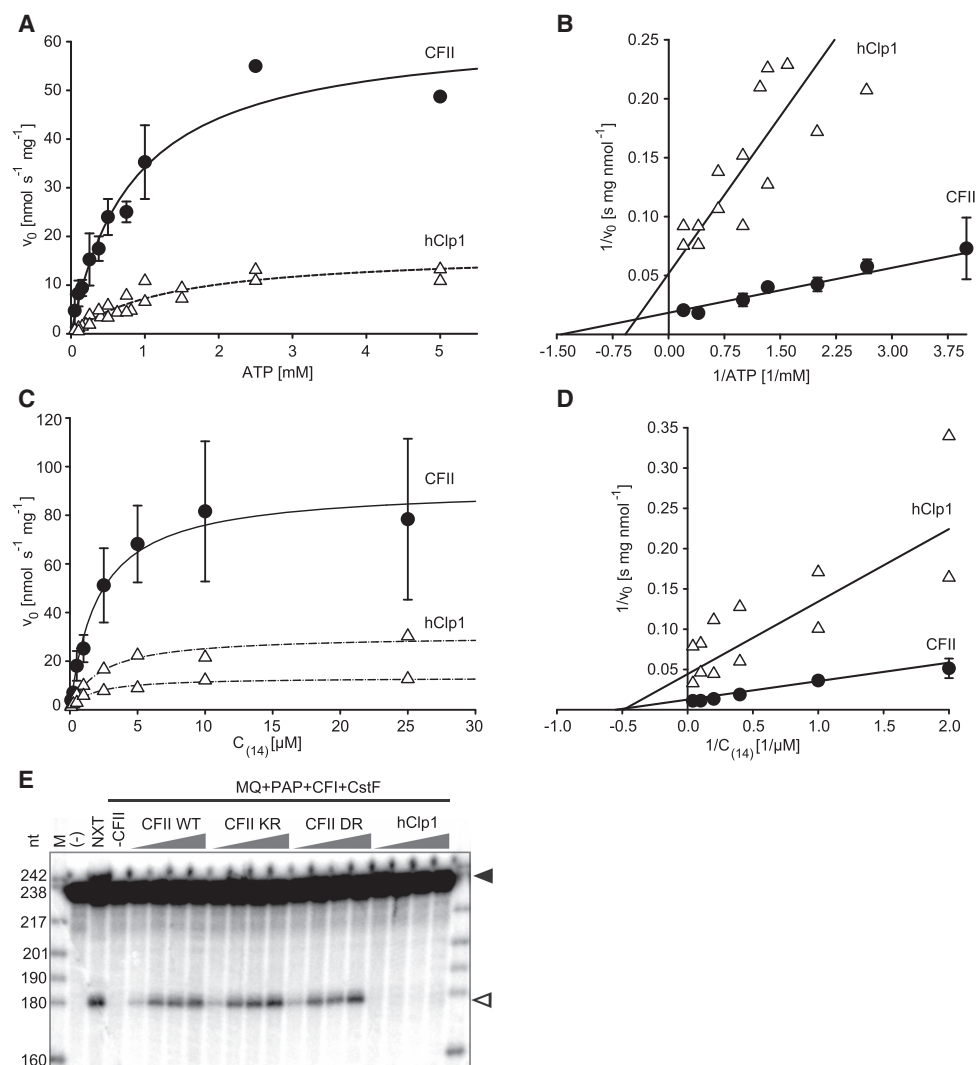 A
60
50
40
30
20
10
0
v0 [nmol s-1 mg-1]
CFII
hClp1
0
1
2
3
4
5
ATP [mM]
B
0.25
0.20
0.15
0.10
0.05
1/v0 [s mg nmol-1]
hClp1
CFII
-1.50
-0.75
0.00
0.75
1.50
2.25
3.00
3.75
1/ATP [1/mM]
C
120
100
80
60
40
20
0
v0 [nmol s-1 mg-1]
CFII
hClp1
0
5
10
15
20
25
30
C(14) [µM]
D
0.35
0.30
0.25
0.20
0.15
0.10
0.05
1/v0 [s mg nmol-1]
hClp1
CFII
-1.0
-0.5
0.0
0.5
1.0
1.5
2.0
1/C(14) [1/µM]
E
MQ+PAP+CFI+CstF
nt
M
(-)
NXT
-CFII
CFII WT
CFII KR
CFII DR
hClp1
242
238
217
201
190
180
160